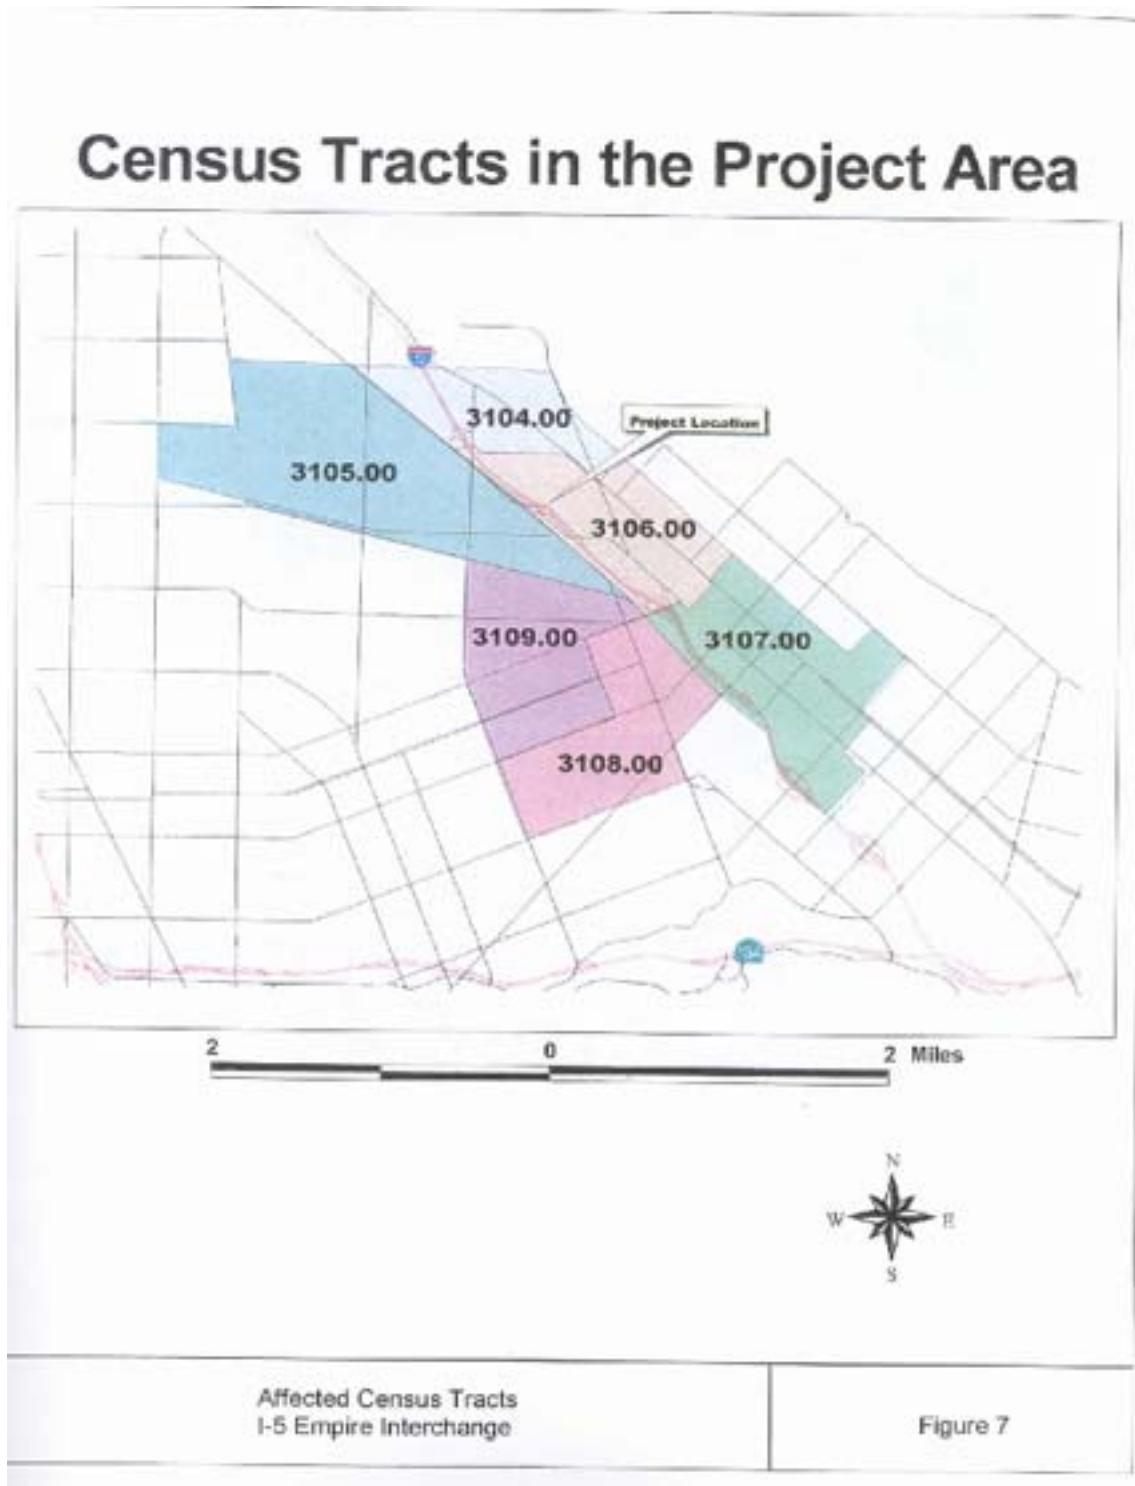 Census Tracts in the Project Area
3104.00
Project Location
3105.00
3106.00
3109.00
3107.00
3108.00
2 0 2 Miles
N
W E
S
Affected Census Tracts
I-5 Empire Interchange
Figure 7